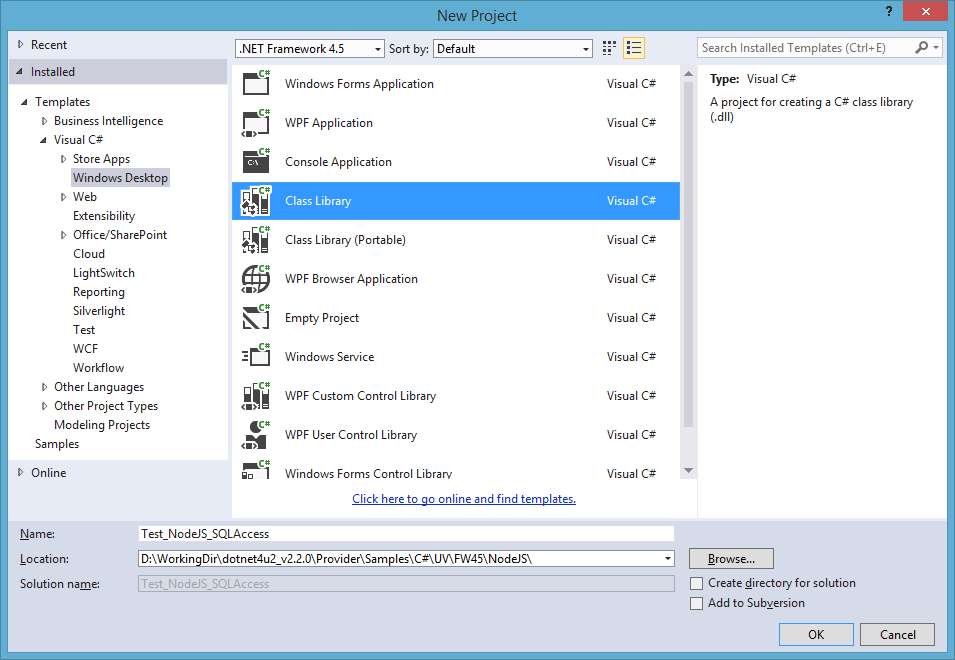 New Project
?
Recent
Installed
Templates
Business Intelligence
Visual C#
Store Apps
Windows Desktop
Web
Extensibility
Office/SharePoint
Cloud
LightSwitch
Reporting
Silverlight
Test
WCF
Workflow
Other Languages
Other Project Types
Modeling Projects
Samples
Online
.NET Framework 4.5 Sort by: Default
C# Windows Forms Application Visual C#
C# WPF Application Visual C#
C# C:\ Console Application Visual C#
C# Class Library Visual C#
C# Class Library (Portable) Visual C#
C# WPF Browser Application Visual C#
C# Empty Project Visual C#
C# Windows Service Visual C#
C# WPF Custom Control Library Visual C#
C# WPF User Control Library Visual C#
C# Windows Forms Control Library Visual C#
Click here to go online and find templates.
Search Installed Templates (Ctrl+E)
Type: Visual C#
A project for creating a C# class library
(.dll)
Name: Test_NodeJS_SQLAccess
Location: D:\WorkingDir\dotnet4u2_v2.2.0\Provider\Samples\C#\UV\FW45\NodeJS\ Browse...
Solution name: Test_NodeJS_SQLAccess
Create directory for solution
Add to Subversion
OK Cancel